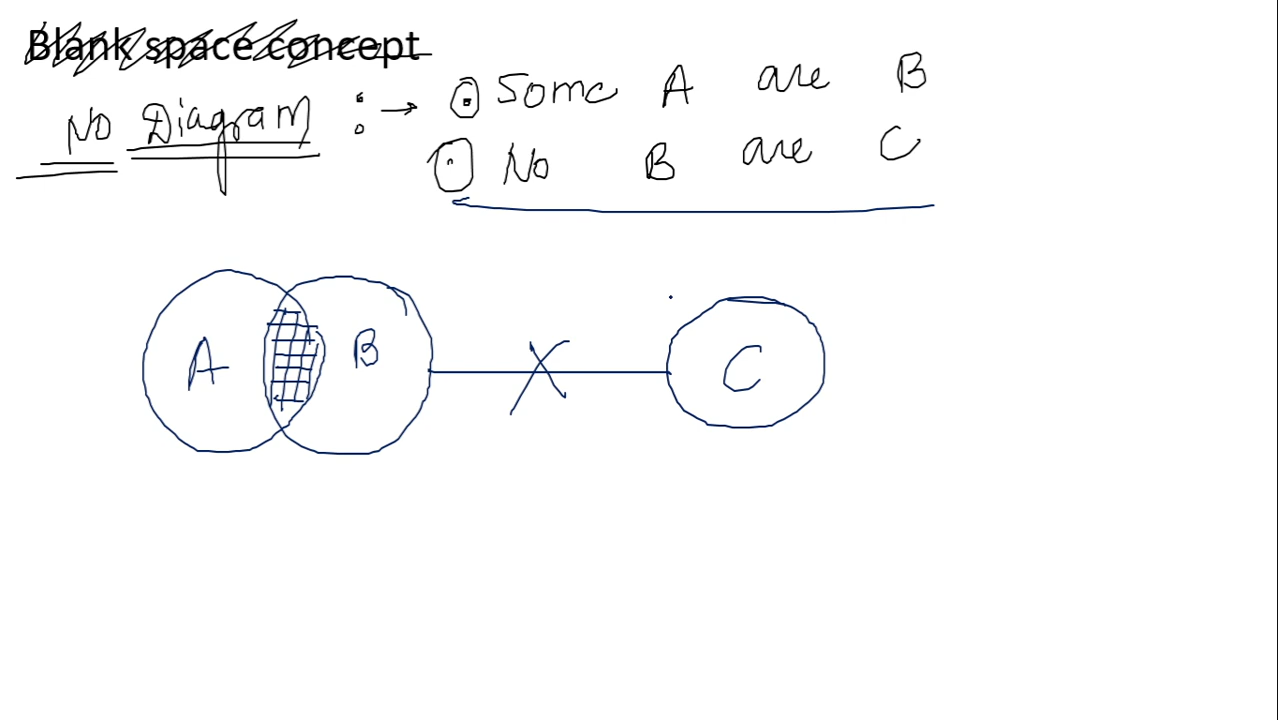 Blank space concept
No Diagram : → Some A are B
No B are C
A B X C